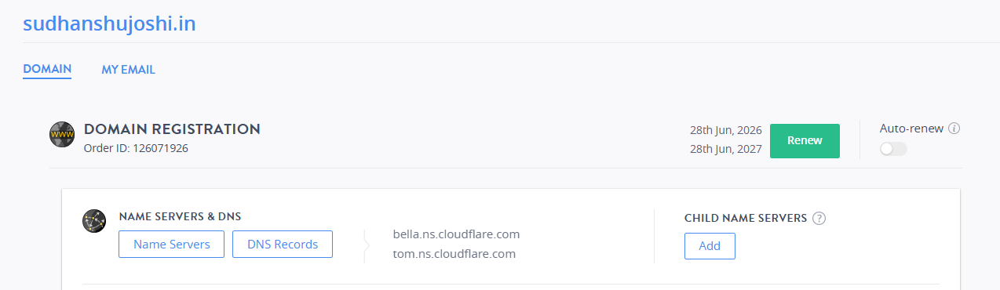 sudhanshujoshi.in
DOMAIN
MY EMAIL
WWW
DOMAIN REGISTRATION
Order ID: 126071926
28th Jun, 2026
28th Jun, 2027
Renew
Auto-renew
NAME SERVERS & DNS
Name Servers
DNS Records
bella.ns.cloudflare.com
tom.ns.cloudflare.com
CHILD NAME SERVERS
Add